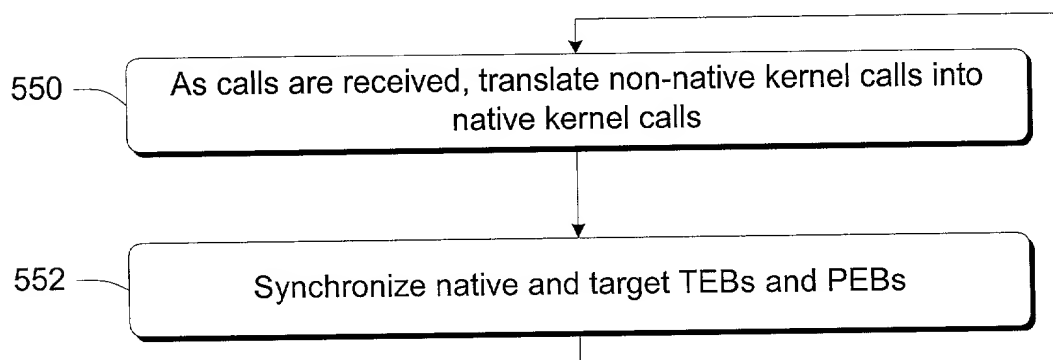 550
As calls are received, translate non-native kernel calls into
native kernel calls
552
Synchronize native and target TEBs and PEBs